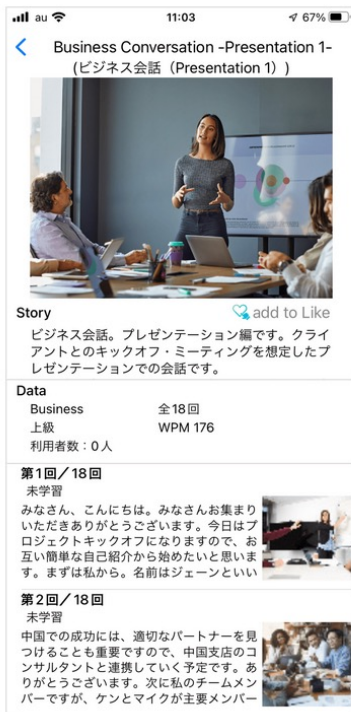 au 11:03 67%
Business Conversation -Presentation 1-
(ビジネス会話（Presentation 1）)
Story add to Like
ビジネス会話。プレゼンテーション編です。クライ
アントとのキックオフ・ミーティングを想定したプ
レゼンテーションでの会話です。
Data
Business 全18回
上級 WPM 176
利用者数：0人
第1回／18回
未学習
みなさん、こんにちは。みなさんお集まり
いただきありがとうございます。今日はプ
ロジェクトキックオフになりますので、お
互い簡単な自己紹介から始めたいと思いま
す。まずは私から。名前はジェーンといい
第2回／18回
未学習
中国での成功には、適切なパートナーを見
つけることも重要ですので、中国支店のコ
ンサルタントと連携していく予定です。あ
りがとうございます。次に私のチームメン
バーですが、ケンとマイクが主要メンバー